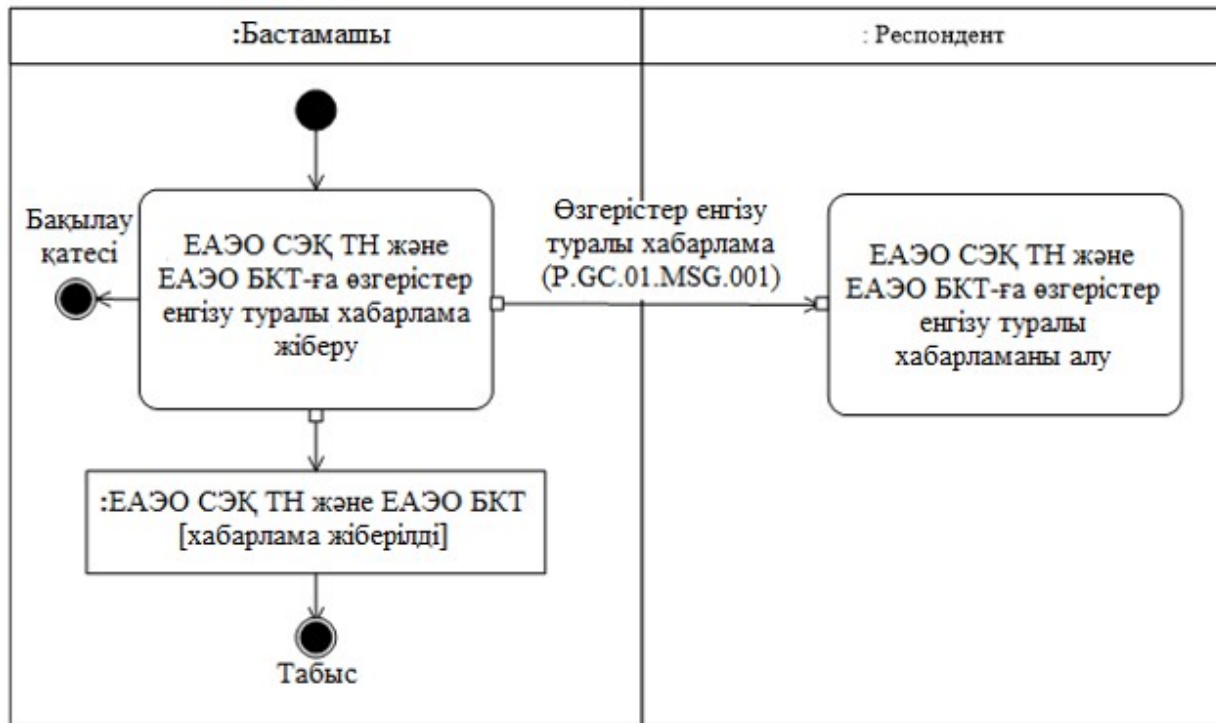 :Бастамашы
: Респондент
Бақылау
қатесі
ЕАЭО СЭҚ ТН және
ЕАЭО БКТ-ға өзгерістер
енгізу туралы хабарлама
жіберу
Өзгерістер енгізу
туралы хабарлама
(P.GC.01.MSG.001)
ЕАЭО СЭҚ ТН және
ЕАЭО БКТ-ға өзгерістер
енгізу туралы
хабарламаны алу
:ЕАЭО СЭҚ ТН және ЕАЭО БКТ
[хабарлама жіберілді]
Табыс